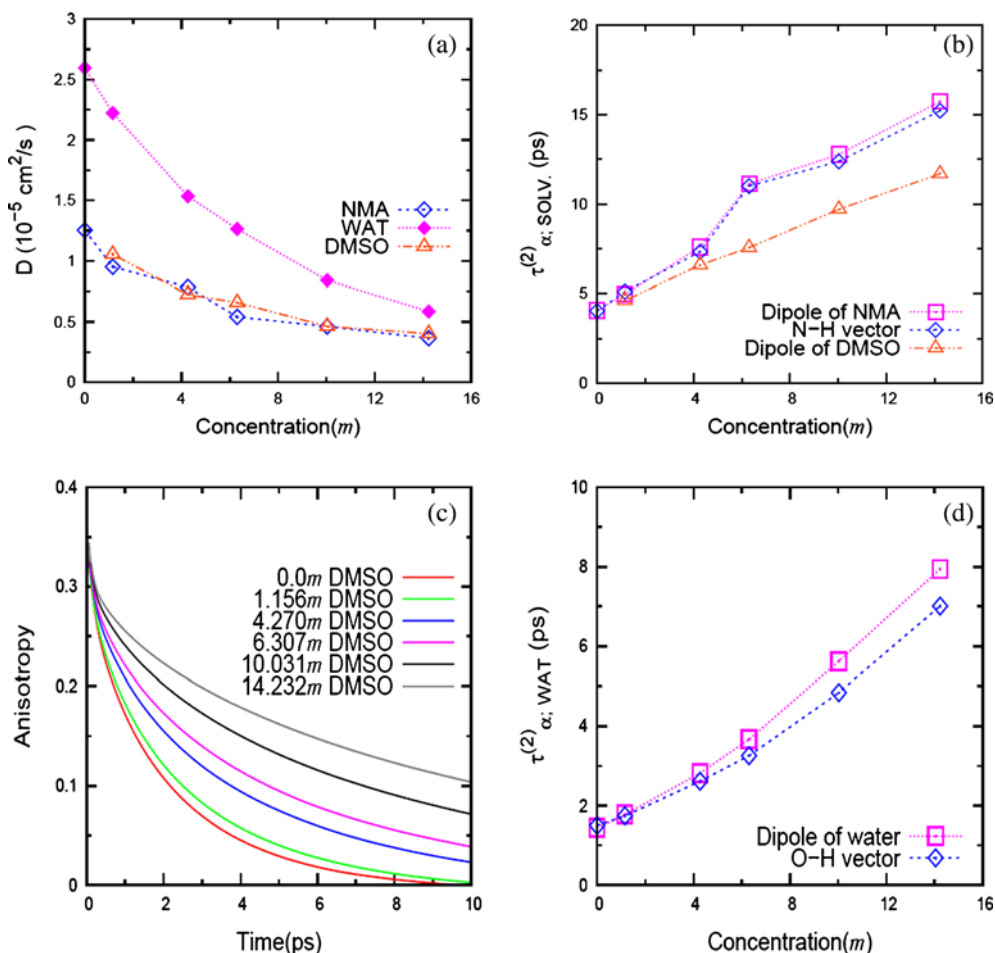 (a)
3
2.5
2
1.5
1
0.5
0
D (10⁻⁵ cm²/s)
NMA
WAT
DMSO
0 4 8 12 16
Concentration(m)
(b)
20
15
10
5
0
τ⁽²⁾α; SOLV. (ps)
Dipole of NMA
N−H vector
Dipole of DMSO
0 4 8 12 16
Concentration(m)
(c)
0.4
0.3
0.2
0.1
0
Anisotropy
0.0m DMSO
1.156m DMSO
4.270m DMSO
6.307m DMSO
10.031m DMSO
14.232m DMSO
0 2 4 6 8 10
Time(ps)
(d)
10
8
6
4
2
0
τ⁽²⁾α; WAT (ps)
Dipole of water
O−H vector
0 4 8 12 16
Concentration(m)